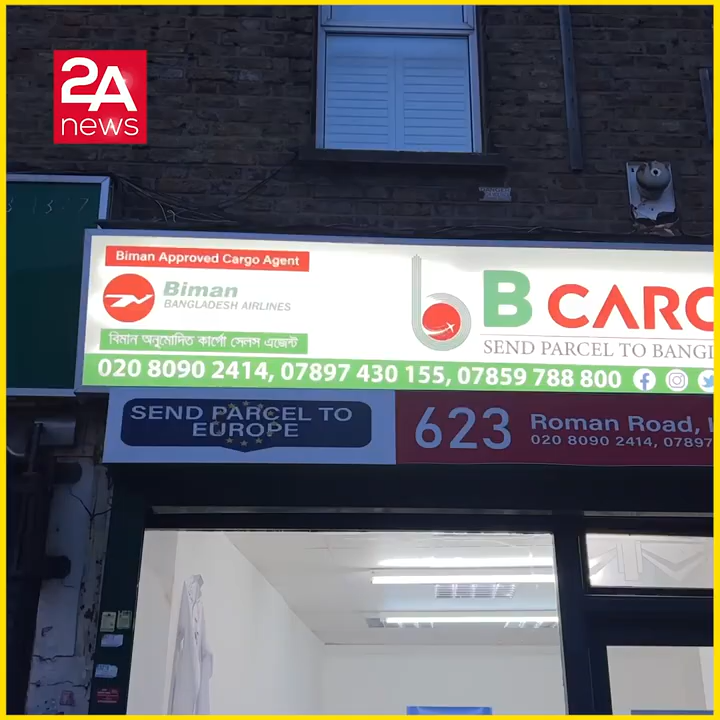 2A
news
Biman Approved Cargo Agent
Biman
BANGLADESH AIRLINES
বিমান অনুমোদিত কার্গো সেলস এজেন্ট
B CARG
SEND PARCEL TO BANGL
020 8090 2414, 07897 430 155, 07859 788 800
SEND PARCEL TO
EUROPE
623
Roman Road,
020 8090 2414, 07897